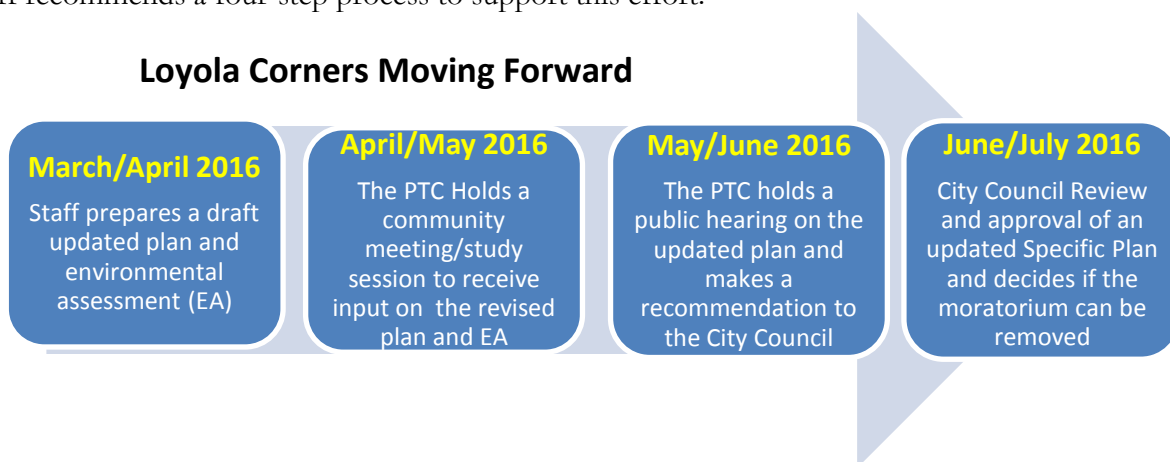 recommends a four step process to support this effort.
Loyola Corners Moving Forward
March/April 2016
Staff prepares a draft
updated plan and
environmental
assessment (EA)
April/May 2016
The PTC Holds a
community
meeting/study
session to receive
input on the revised
plan and EA
May/June 2016
The PTC holds a
public hearing on the
updated plan and
makes a
recommendation to
the City Council
June/July 2016
City Council Review
and approval of an
updated Specific Plan
and decides if the
moratorium can be
removed